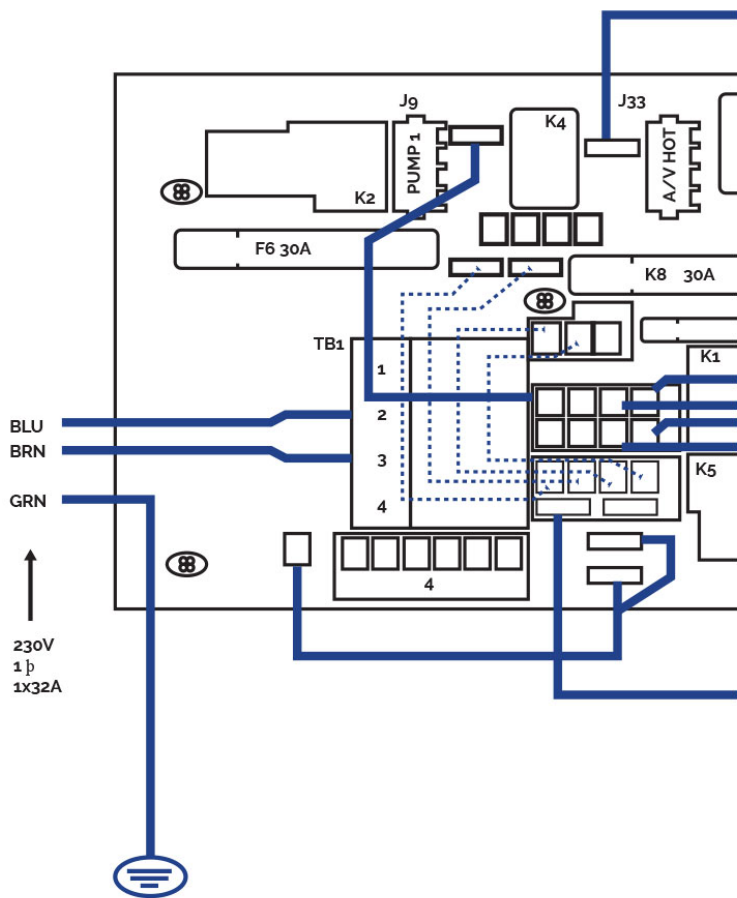 J9
J33
K4
PUMP 1
A/V HOT
K2
F6 30A
K8 30A
TB1
K1
1
BLU
2
BRN
3
K5
GRN
4
4
230V
1 þ
1x32A